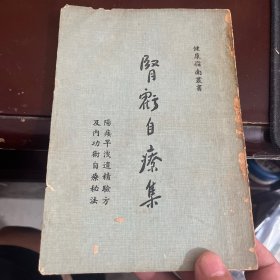 健康指南叢書
腎虧自療集
陽痿早洩遺精驗方
及內功術自療秘法